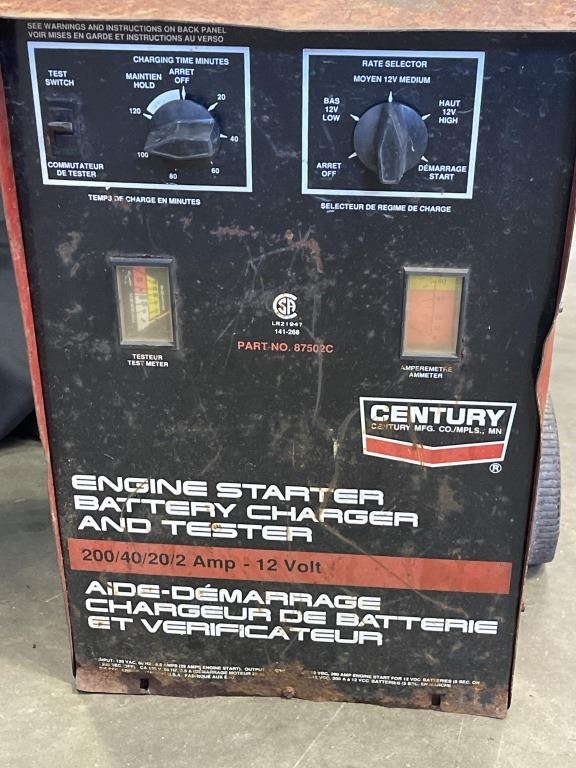 SEE WARNINGS AND INSTRUCTIONS ON BACK PANEL
VOIR MISES EN GARDE ET INSTRUCTIONS AU VERSO
TEST
SWITCH
COMMUTATEUR
DE TESTER
CHARGING TIME MINUTES
MAINTIEN
HOLD
ARRET
OFF
20
40
60
80
100
120
TEMPS DE CHARGE EN MINUTES
RATE SELECTOR
MOYEN 12V MEDIUM
BAS
12V
LOW
HAUT
12V
HIGH
ARRET
OFF
DÉMARRAGE
START
SELECTEUR DE REGIME DE CHARGE
TESTEUR
TEST METER
LR21947
141-268
PART NO. 87502C
AMPEREMETRE
AMMETER
CENTURY
CENTURY MFG. CO./MPLS., MN
®
ENGINE STARTER
BATTERY CHARGER
AND TESTER
200/40/20/2 Amp - 12 Volt
AIDE-DÉMARRAGE
CHARGEUR DE BATTERIE
ET VERIFICATEUR